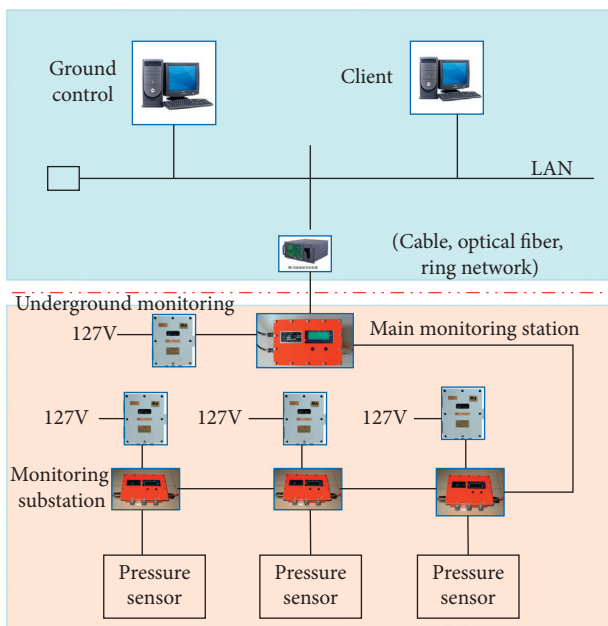 Ground
control
Client
LAN
(Cable, optical fiber,
ring network)
Underground monitoring
127V
Main monitoring station
127V
127V
127V
Monitoring
substation
Pressure
sensor
Pressure
sensor
Pressure
sensor